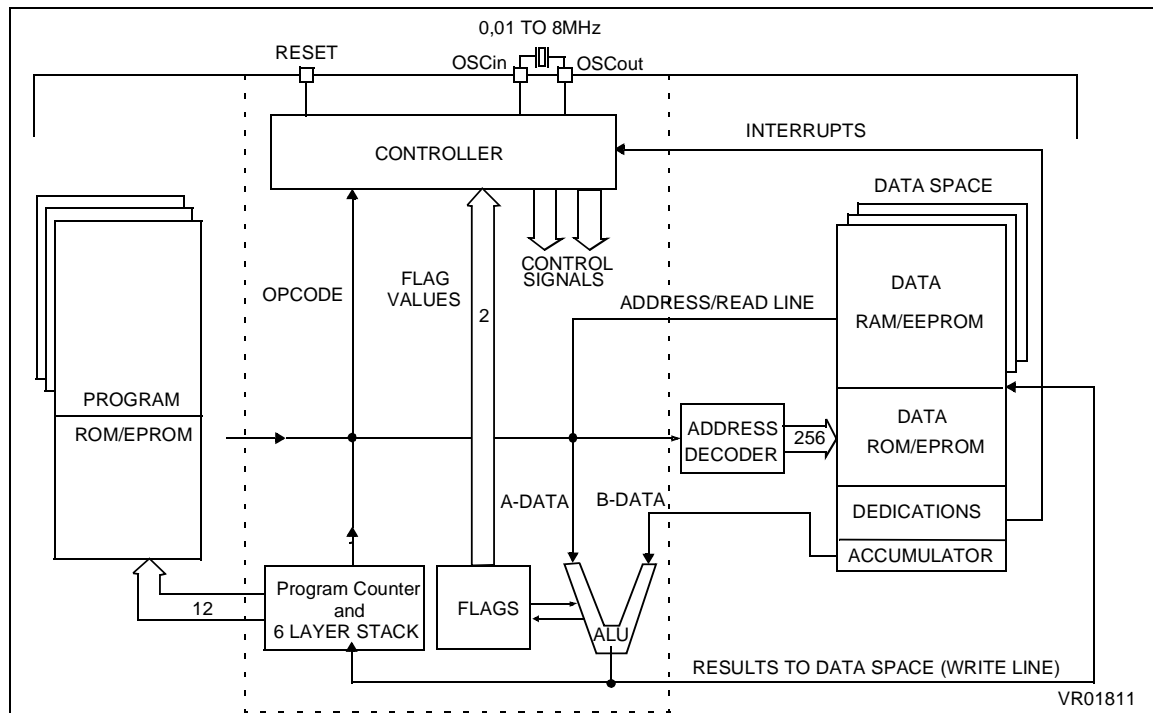 0,01 TO 8MHz
RESET
OSCin
OSCout
INTERRUPTS
CONTROLLER
DATA SPACE
CONTROL
SIGNALS
OPCODE
FLAG
VALUES
2
ADDRESS/READ LINE
DATA
RAM/EEPROM
PROGRAM
ROM/EPROM
ADDRESS
DECODER
256
DATA
ROM/EPROM
A-DATA
B-DATA
DEDICATIONS
ACCUMULATOR
12
Program Counter
and
6 LAYER STACK
FLAGS
ALU
RESULTS TO DATA SPACE (WRITE LINE)
VR01811